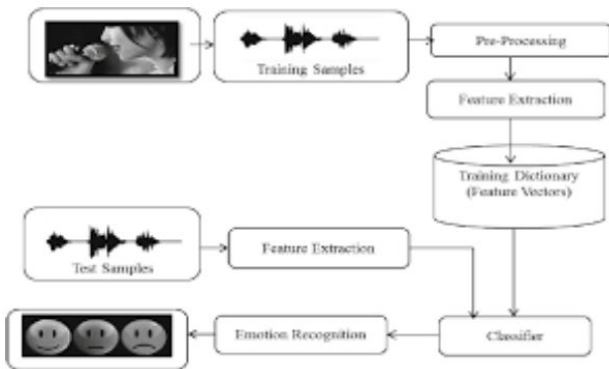 Training Samples
Pre-Processing
Feature Extraction
Training Dictionary
(Feature Vectors)
Test Samples
Feature Extraction
Emotion Recognition
Classifier